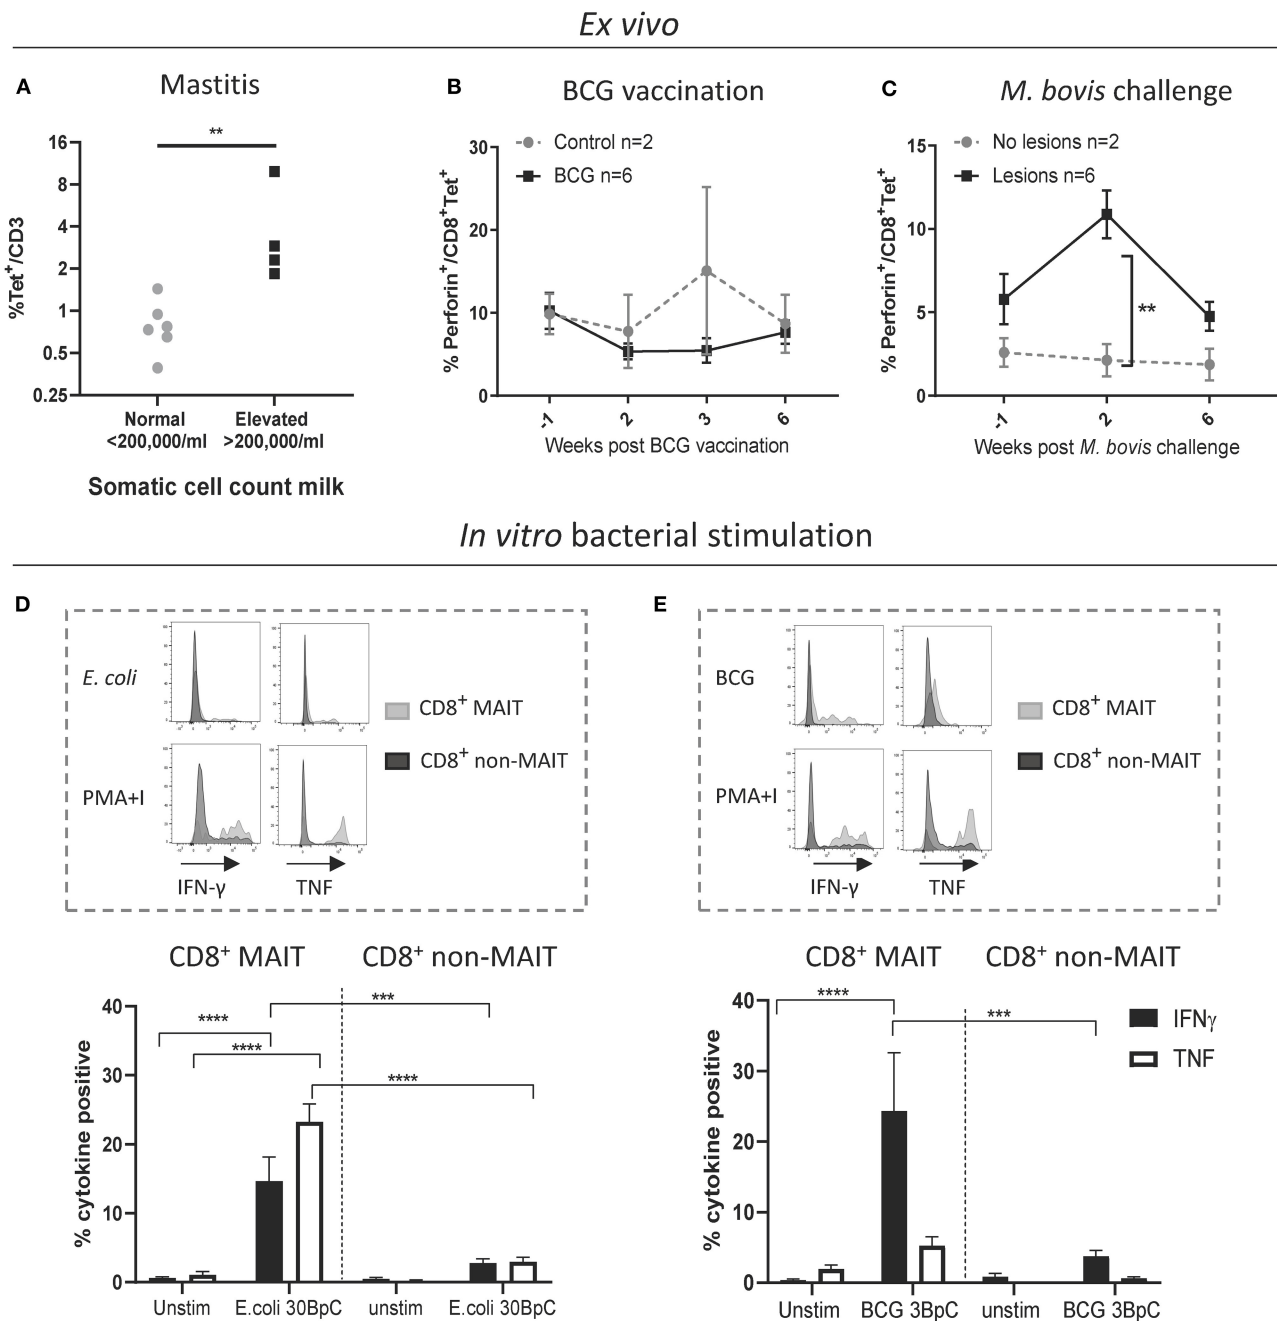 Ex vivo
A
Mastitis
**
16
8
4
2
1
0.5
0.25
%Tet+/CD3
Normal
<200,000/ml
Elevated
>200,000/ml
Somatic cell count milk
B
BCG vaccination
Control n=2
BCG n=6
30
20
10
0
% Perforin+/CD8+Tet+
-1 2 3 6
Weeks post BCG vaccination
C
M. bovis challenge
No lesions n=2
Lesions n=6
15
10
5
0
% Perforin+/CD8+Tet+
**
-1 2 6
Weeks post M. bovis challenge
In vitro bacterial stimulation
D
E. coli
PMA+I
IFN-γ
TNF
CD8+ MAIT
CD8+ non-MAIT
CD8+ MAIT
CD8+ non-MAIT
***
****
****
****
40
30
20
10
0
% cytokine positive
Unstim
E.coli 30BpC
unstim
E.coli 30BpC
E
BCG
PMA+I
IFN-γ
TNF
CD8+ MAIT
CD8+ non-MAIT
CD8+ MAIT
CD8+ non-MAIT
****
***
IFNγ
TNF
40
30
20
10
0
% cytokine positive
Unstim
BCG 3BpC
unstim
BCG 3BpC